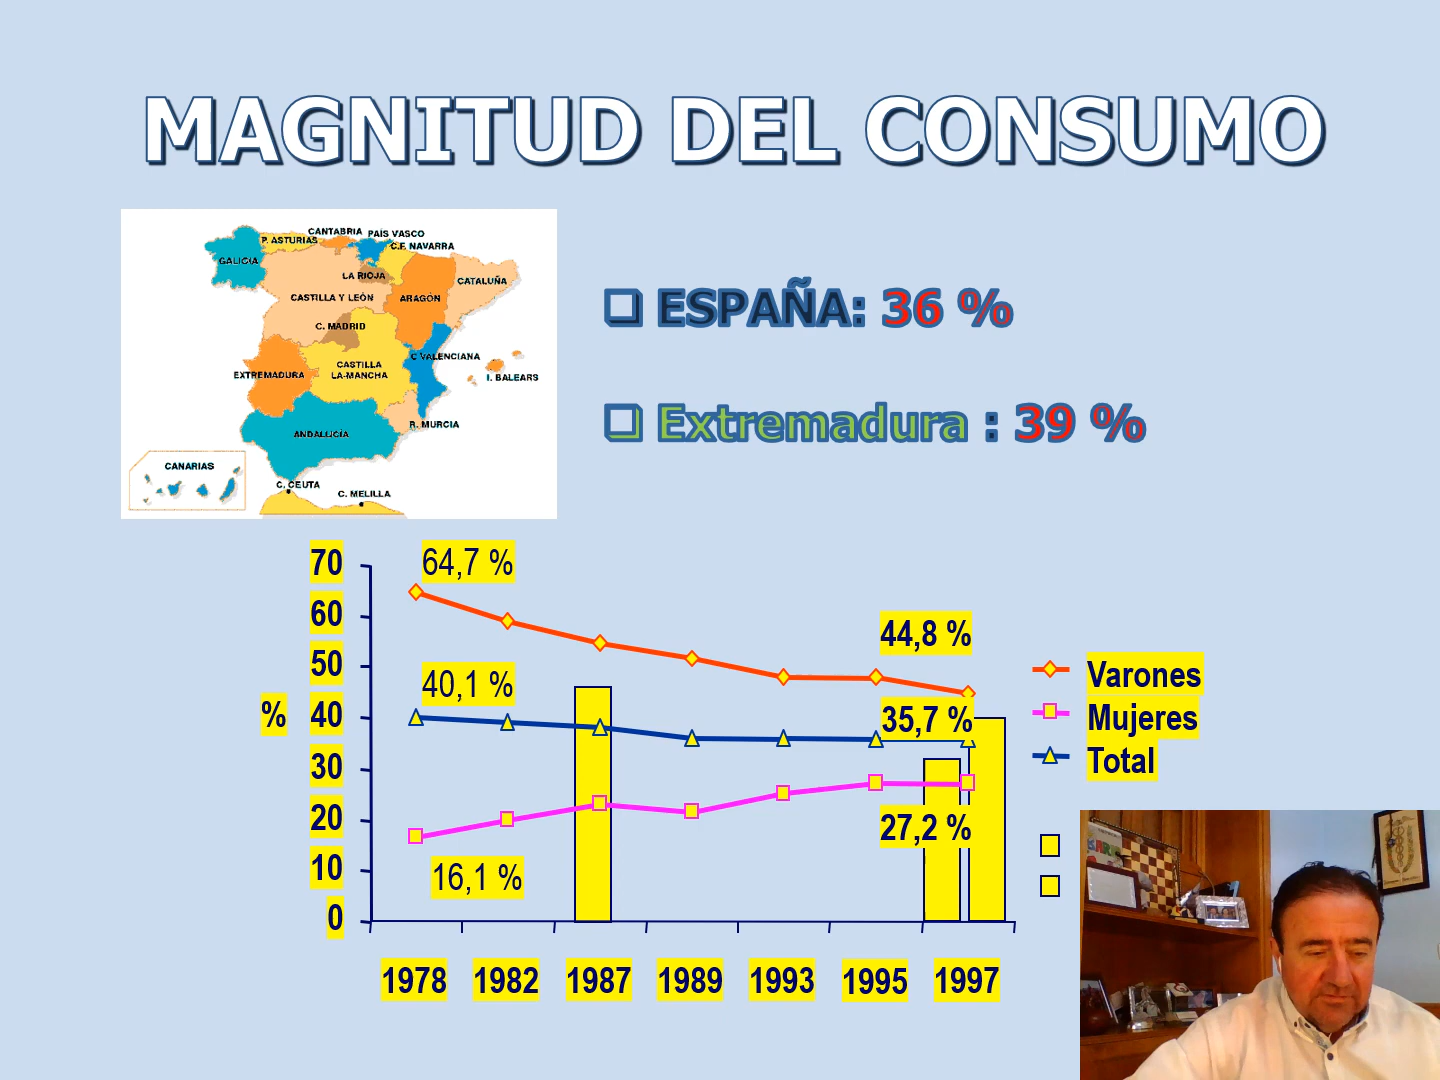 MAGNITUD DEL CONSUMO
CANTABRIA
PAÍS VASCO
P. ASTURIAS
C.F. NAVARRA
GALICIA
LA RIOJA
CATALUÑA
CASTILLA Y LEÓN
ARAGÓN
C. MADRID
C VALENCIANA
CASTILLA
LA-MANCHA
EXTREMADURA
I. BALEARS
R. MURCIA
ANDALUCÍA
CANARIAS
C. CEUTA
C. MELILLA
ESPAÑA: 36 %
Extremadura : 39 %
70
60
50
40
30
20
10
0
%
64,7 %
40,1 %
16,1 %
44,8 %
35,7 %
27,2 %
Varones
Mujeres
Total
1978 1982 1987 1989 1993 1995 1997